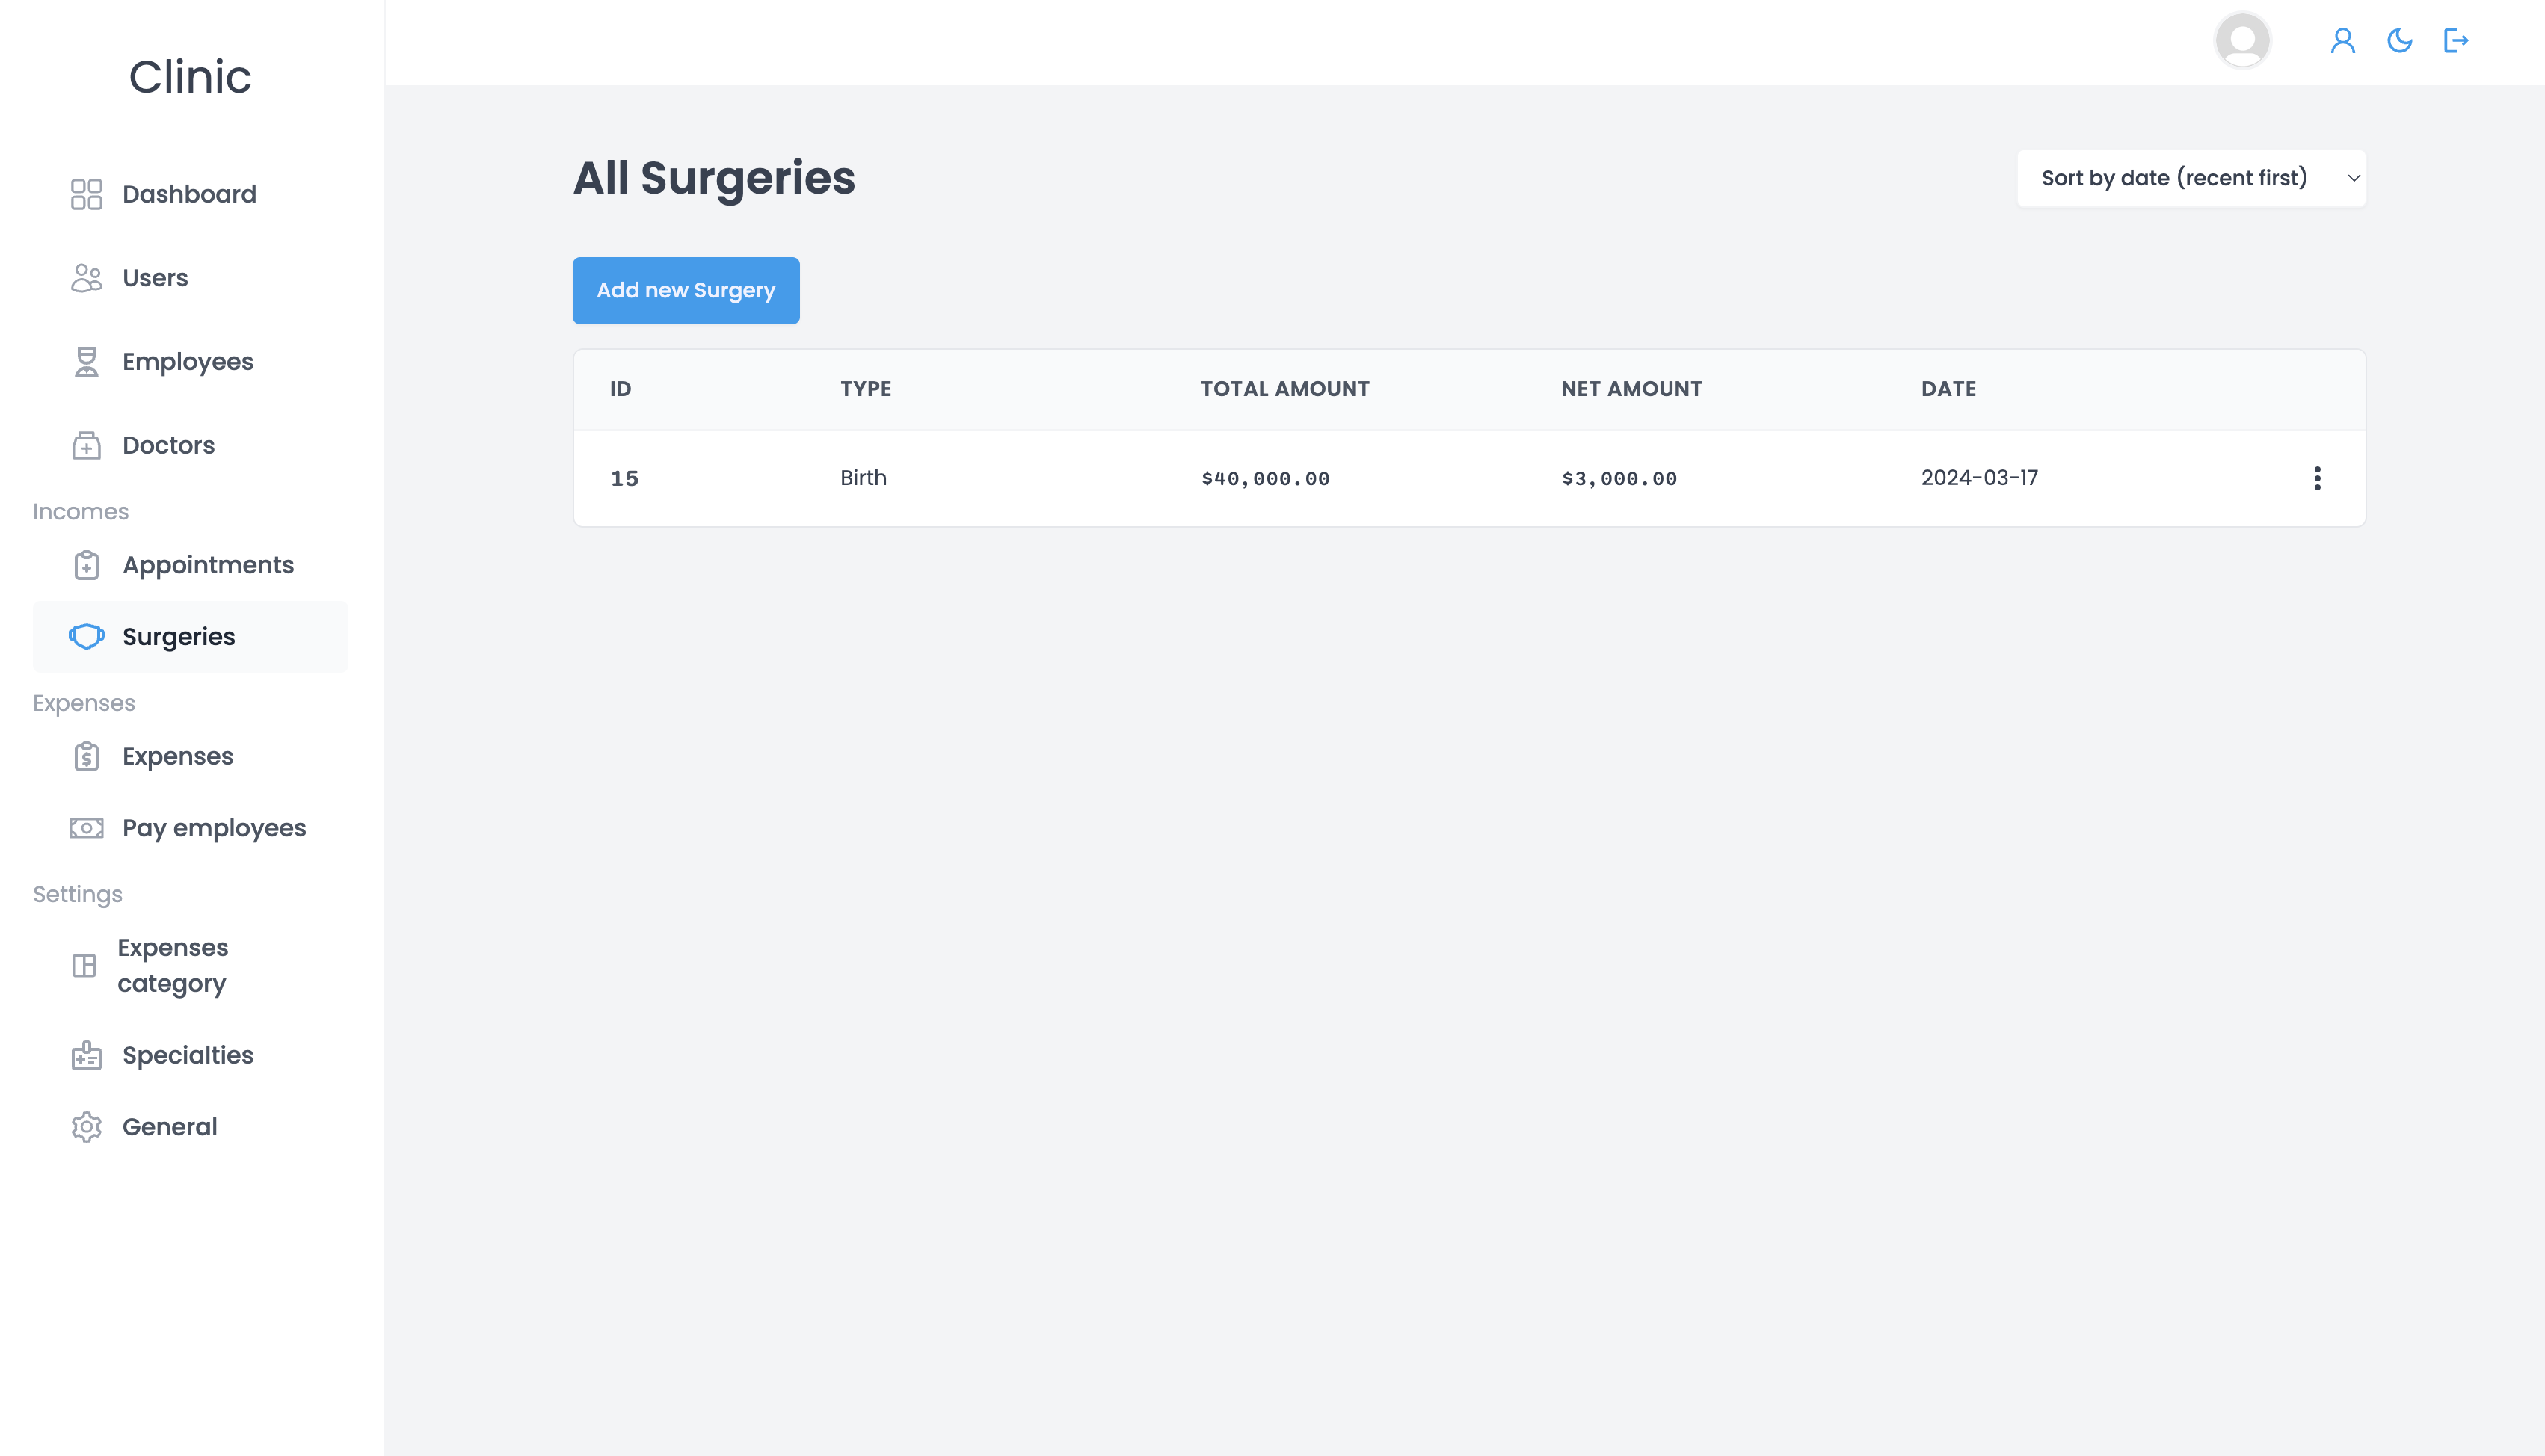 Clinic
Dashboard
Users
Employees
Doctors
Incomes
Appointments
Surgeries
Expenses
Expenses
Pay employees
Settings
Expenses
category
Specialties
General
All Surgeries
Sort by date (recent first)
Add new Surgery
ID TYPE TOTAL AMOUNT NET AMOUNT DATE
15 Birth $40,000.00 $3,000.00 2024-03-17